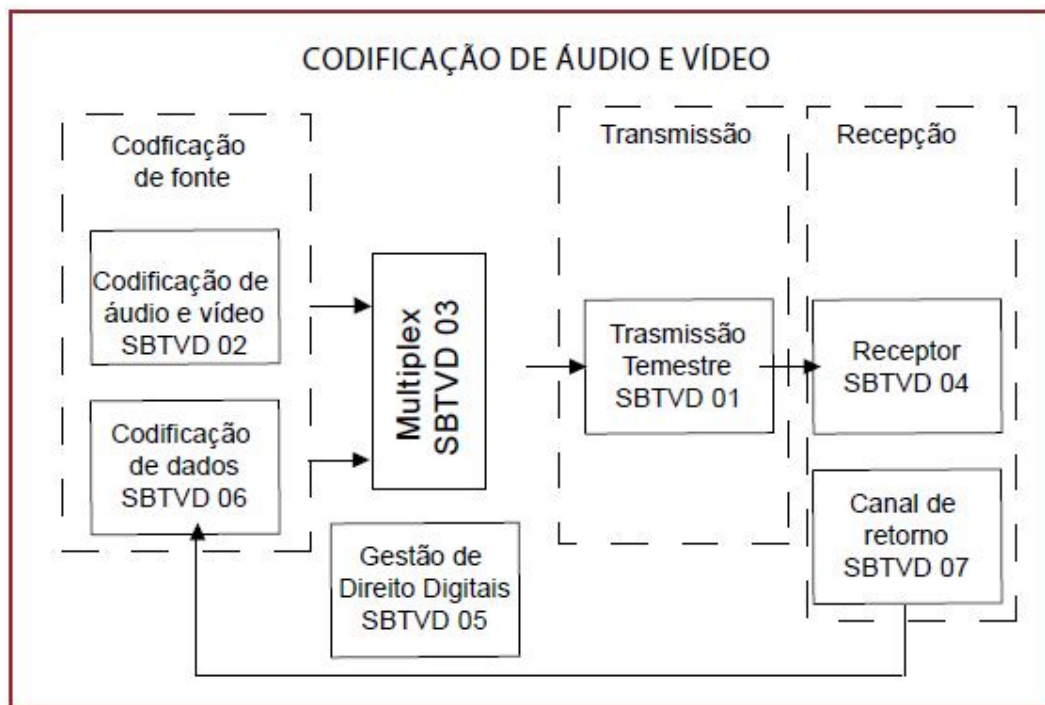 CODIFICAÇÃO DE ÁUDIO E VÍDEO
Codficação
de fonte
Codificação de
áudio e vídeo
SBTVD 02
Codificação
de dados
SBTVD 06
Multiplex
SBTVD 03
Gestão de
Direito Digitais
SBTVD 05
Transmissão
Trasmissão
Temestre
SBTVD 01
Recepção
Receptor
SBTVD 04
Canal de
retorno
SBTVD 07